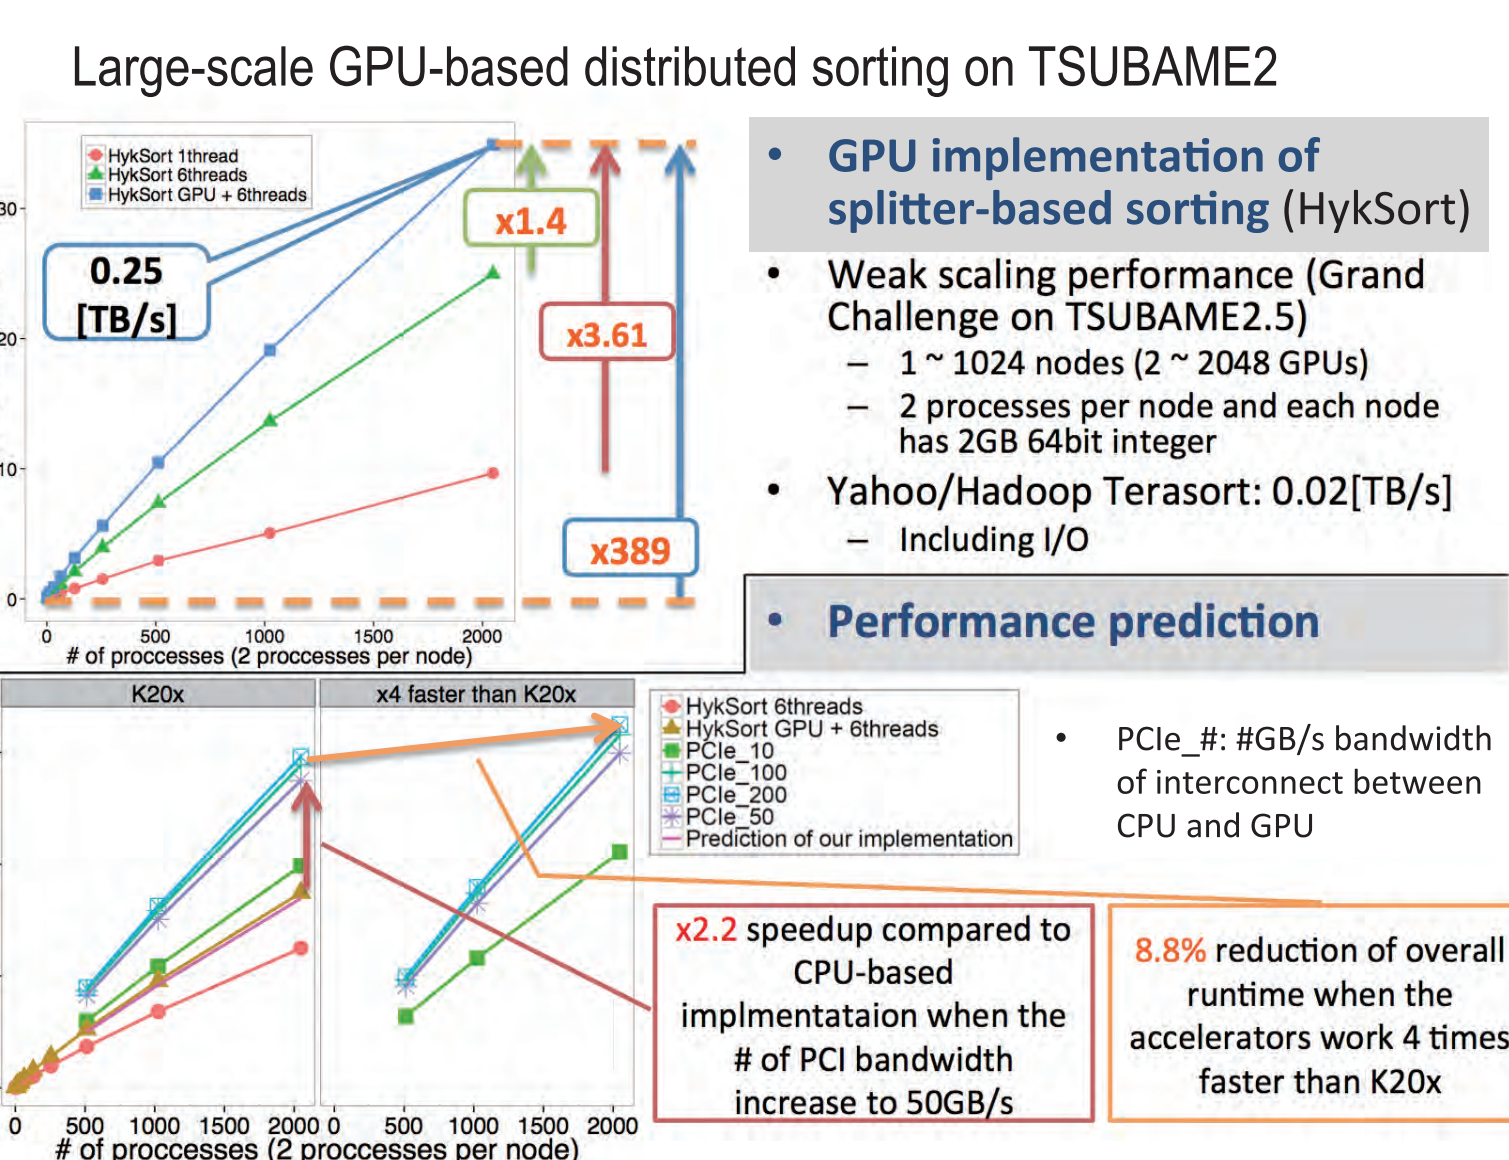 Large-scale GPU-based distributed sorting on TSUBAME2
HykSort 1thread
HykSort 6threads
HykSort GPU + 6threads
30
20
10
0
0.25
[TB/s]
x1.4
x3.61
x389
0 500 1000 1500 2000
# of proccesses (2 proccesses per node)
• GPU implementation of
splitter-based sorting (HykSort)
• Weak scaling performance (Grand
Challenge on TSUBAME2.5)
– 1 ~ 1024 nodes (2 ~ 2048 GPUs)
– 2 processes per node and each node
has 2GB 64bit integer
• Yahoo/Hadoop Terasort: 0.02[TB/s]
– Including I/O
• Performance prediction
K20x
x4 faster than K20x
0 500 1000 1500 2000 0 500 1000 1500 2000
# of proccesses (2 proccesses per node)
HykSort 6threads
HykSort GPU + 6threads
PCIe_10
PCIe_100
PCIe_200
PCIe_50
Prediction of our implementation
• PCIe_#: #GB/s bandwidth
of interconnect between
CPU and GPU
x2.2 speedup compared to
CPU-based
implmentataion when the
# of PCI bandwidth
increase to 50GB/s
8.8% reduction of overall
runtime when the
accelerators work 4 times
faster than K20x